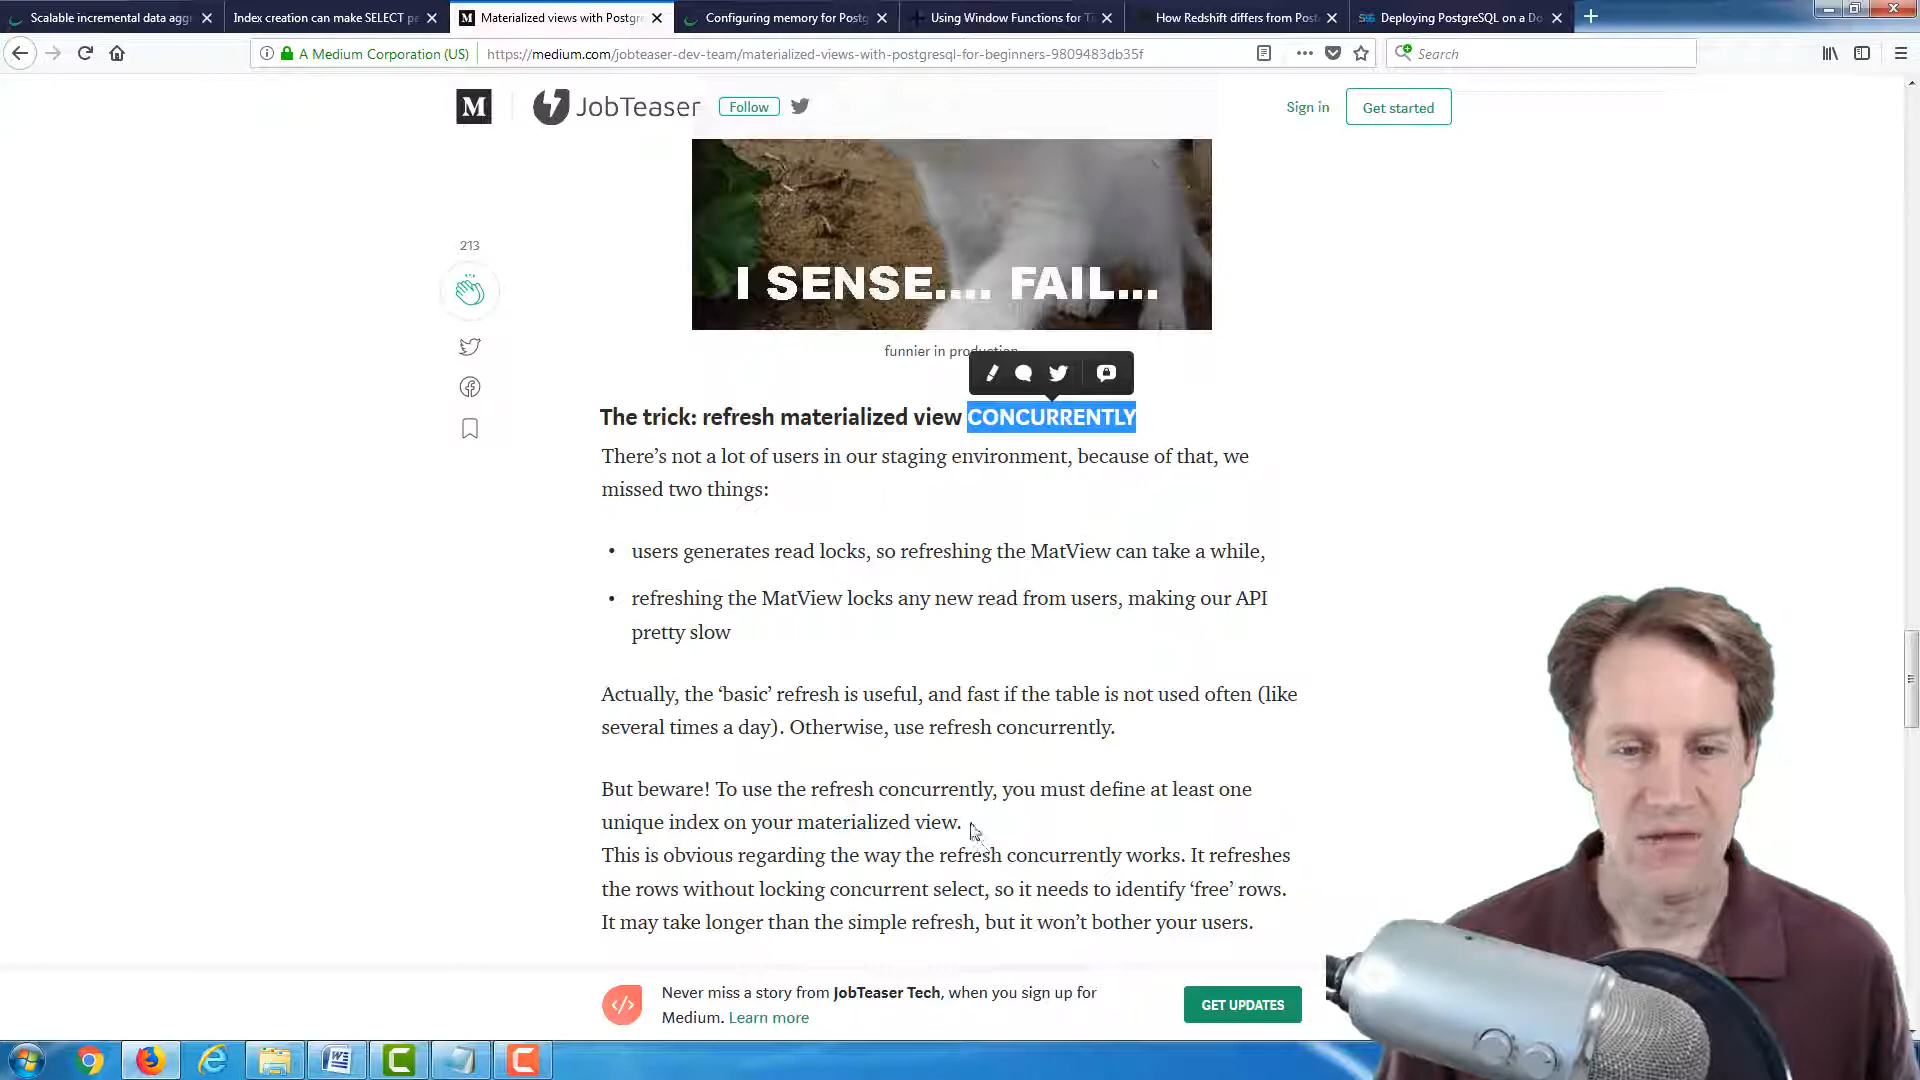 Scalable incremental data agg
Index creation can make SELECT pe
Materialized views with Postgre
Configuring memory for Postg
Using Window Functions for Ti
How Redshift differs from Post
Deploying PostgreSQL on a Do
A Medium Corporation (US)
https://medium.com/jobteaser-dev-team/materialized-views-with-postgresql-for-beginners-9809483db35f
Search
M
JobTeaser
Follow
Sign in
Get started
I SENSE.... FAIL...
213
funnier in production
The trick: refresh materialized view CONCURRENTLY
There's not a lot of users in our staging environment, because of that, we
missed two things:
• users generates read locks, so refreshing the MatView can take a while,
• refreshing the MatView locks any new read from users, making our API
pretty slow
Actually, the ‘basic’ refresh is useful, and fast if the table is not used often (like
several times a day). Otherwise, use refresh concurrently.
But beware! To use the refresh concurrently, you must define at least one
unique index on your materialized view.
This is obvious regarding the way the refresh concurrently works. It refreshes
the rows without locking concurrent select, so it needs to identify ‘free’ rows.
It may take longer than the simple refresh, but it won't bother your users.
Never miss a story from JobTeaser Tech, when you sign up for
Medium. Learn more
GET UPDATES